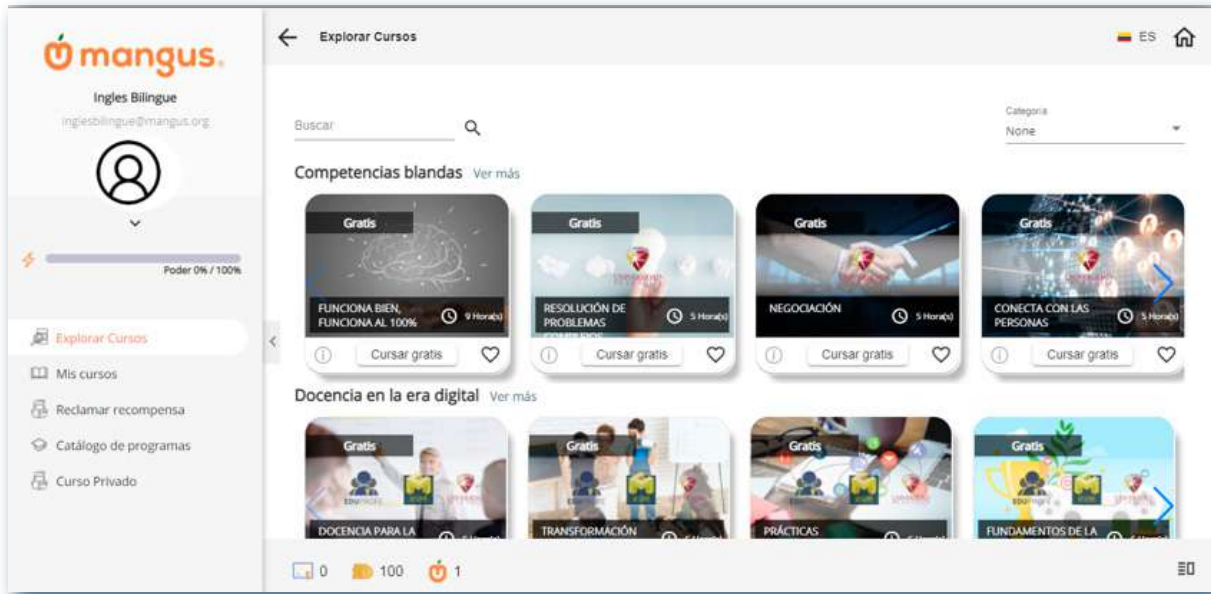 mangus.
Ingles Bilingue
inglesbilingue@mangus.org
Poder 0% / 100%
Explorar Cursos
Mis cursos
Reclamar recompensa
Catálogo de programas
Curso Privado
Explorar Cursos
ES
Buscar
Categoría
None
Competencias blandas Ver más
Gratis
FUNCIONA BIEN,
FUNCIONA AL 100%
9 Hora(s)
Cursar gratis
Gratis
RESOLUCIÓN DE
PROBLEMAS
5 Hora(s)
Cursar gratis
Gratis
NEGOCIACIÓN
5 Hora(s)
Cursar gratis
Gratis
CONECTA CON LAS
PERSONAS
5 Hora(s)
Cursar gratis
Docencia en la era digital Ver más
Gratis
DOCENCIA PARA LA
Gratis
TRANSFORMACIÓN
Gratis
PRÁCTICAS
Gratis
FUNDAMENTOS DE LA
0
100
1